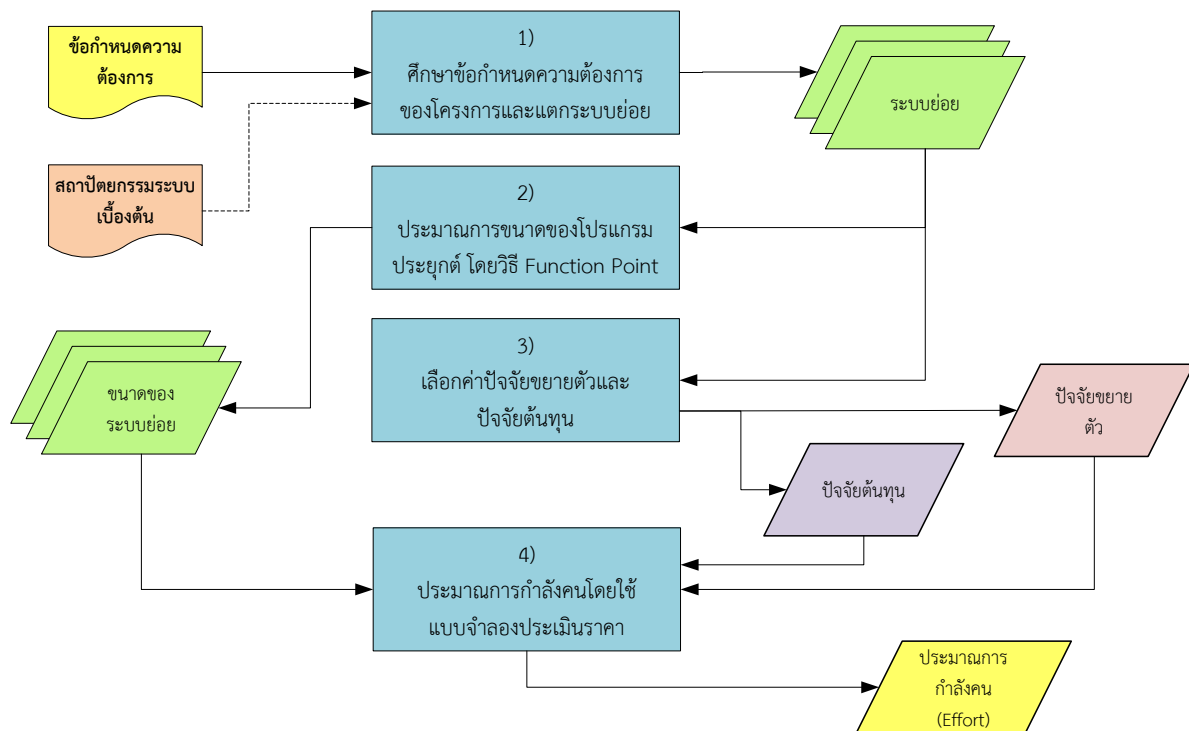 ข้อกำหนดความ
ต้องการ
1)
ศึกษาข้อกำหนดความต้องการ
ของโครงการและแตกระบบย่อย
ระบบย่อย
สถาปัตยกรรมระบบ
เบื้องต้น
2)
ประมาณการขนาดของโปรแกรม
ประยุกต์ โดยวิธี Function Point
3)
เลือกค่าปัจจัยขยายตัวและ
ปัจจัยต้นทุน
ขนาดของ
ระบบย่อย
ปัจจัยขยาย
ตัว
ปัจจัยต้นทุน
4)
ประมาณการกำลังคนโดยใช้
แบบจำลองประเมินราคา
ประมาณการ
กำลังคน
(Effort)